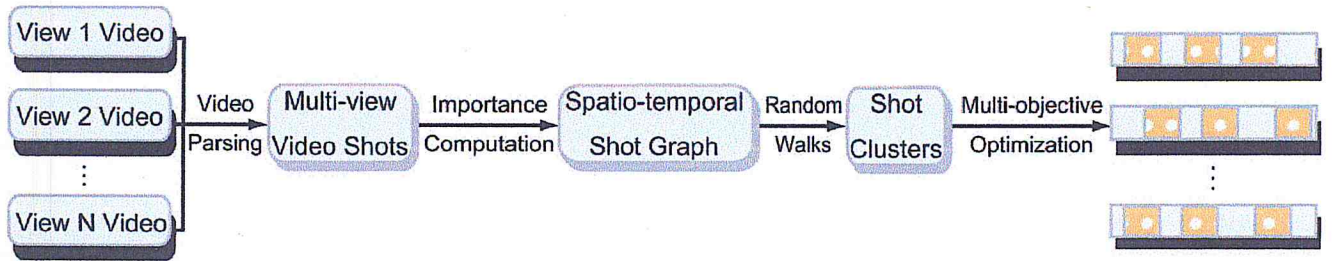 View 1 Video
View 2 Video
⋮
View N Video
Video
Parsing
Multi-view
Video Shots
Importance
Computation
Spatio-temporal
Shot Graph
Random
Walks
Shot
Clusters
Multi-objective
Optimization
⋮